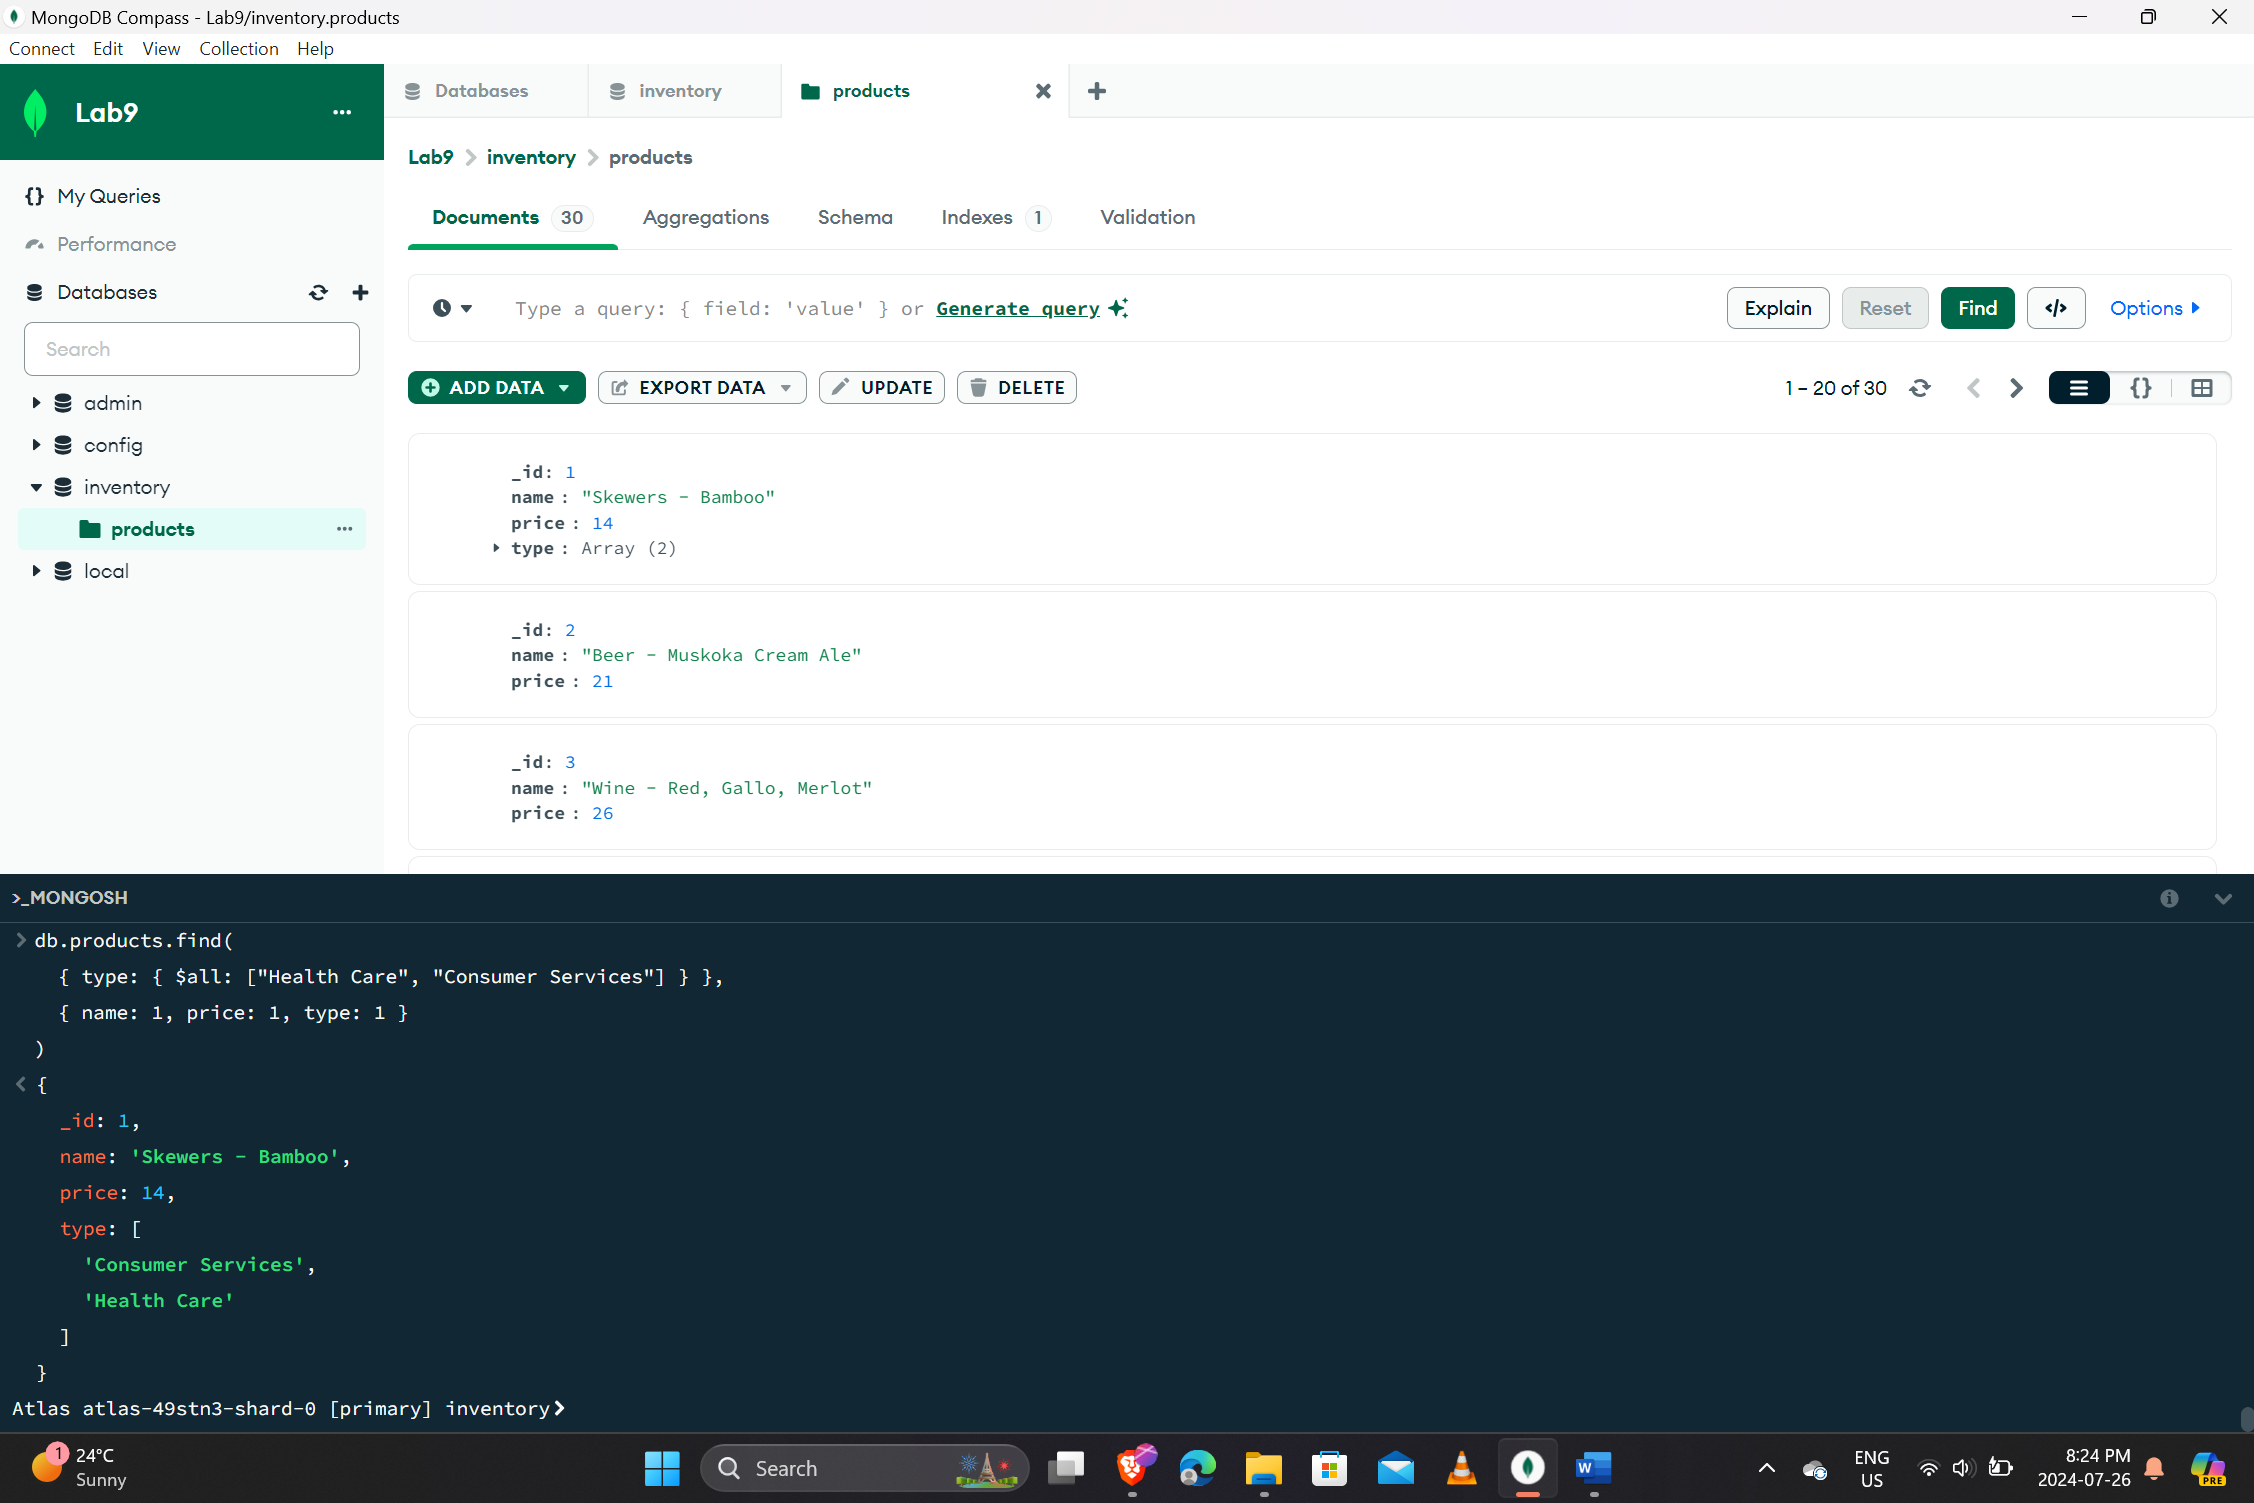 MongoDB Compass - Lab9/inventory.products
Connect Edit View Collection Help
Lab9
My Queries
Performance
Databases
Search
admin
config
inventory
products
local
Databases
inventory
products
Lab9 > inventory > products
Documents 30
Aggregations
Schema
Indexes 1
Validation
Type a query: { field: 'value' } or Generate query
Explain
Reset
Find
</>
Options
ADD DATA
EXPORT DATA
UPDATE
DELETE
1 – 20 of 30
{}
_id: 1
name : "Skewers - Bamboo"
price : 14
type : Array (2)
_id: 2
name : "Beer - Muskoka Cream Ale"
price : 21
_id: 3
name : "Wine - Red, Gallo, Merlot"
price : 26
>_MONGOSH
> db.products.find(
{ type: { $all: ["Health Care", "Consumer Services"] } },
{ name: 1, price: 1, type: 1 }
)
< {
_id: 1,
name: 'Skewers - Bamboo',
price: 14,
type: [
'Consumer Services',
'Health Care'
]
}
Atlas atlas-49stn3-shard-0 [primary] inventory>
1
24°C
Sunny
Search
W
ENG
US
8:24 PM
2024-07-26
PRE